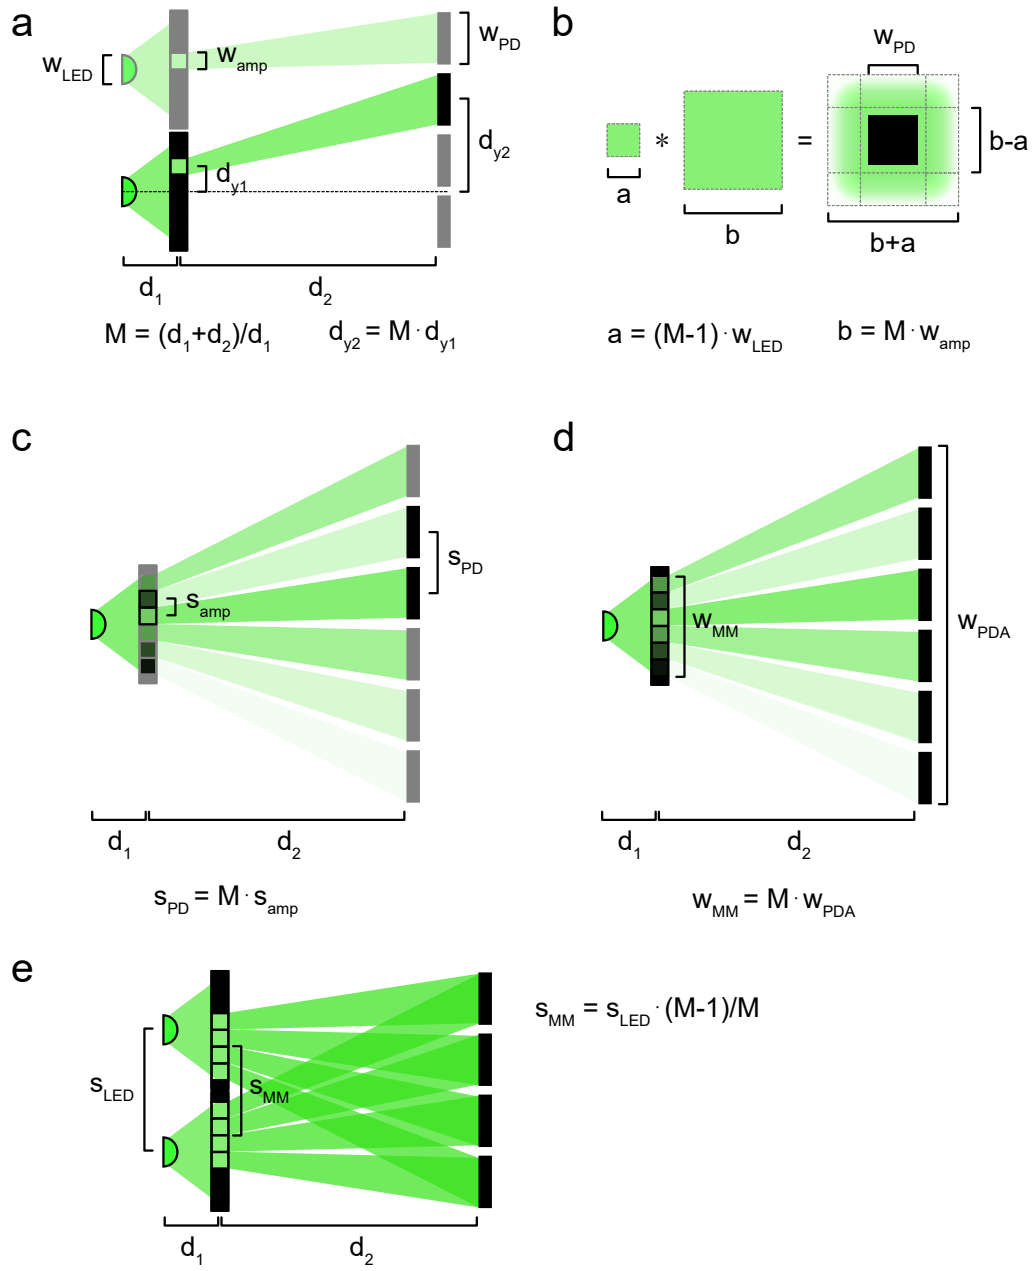 a
w_LED
w_amp
w_PD
d_y1
d_y2
d_1
d_2
M = (d_1+d_2)/d_1
d_y2 = M · d_y1
b
w_PD
*
=
b-a
a
b
b+a
a = (M-1) · w_LED
b = M · w_amp
c
s_amp
s_PD
d_1
d_2
s_PD = M · s_amp
d
w_MM
w_PDA
d_1
d_2
w_MM = M · w_PDA
e
s_LED
s_MM
d_1
d_2
s_MM = s_LED · (M-1)/M